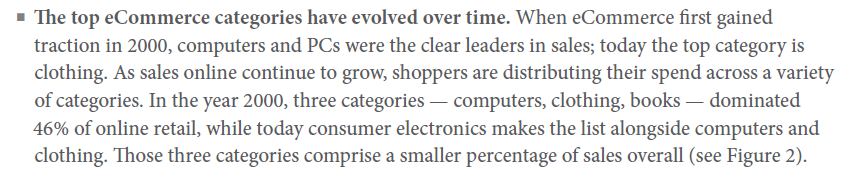 ▪ The top eCommerce categories have evolved over time. When eCommerce first gained
traction in 2000, computers and PCs were the clear leaders in sales; today the top category is
clothing. As sales online continue to grow, shoppers are distributing their spend across a variety
of categories. In the year 2000, three categories — computers, clothing, books — dominated
46% of online retail, while today consumer electronics makes the list alongside computers and
clothing. Those three categories comprise a smaller percentage of sales overall (see Figure 2).